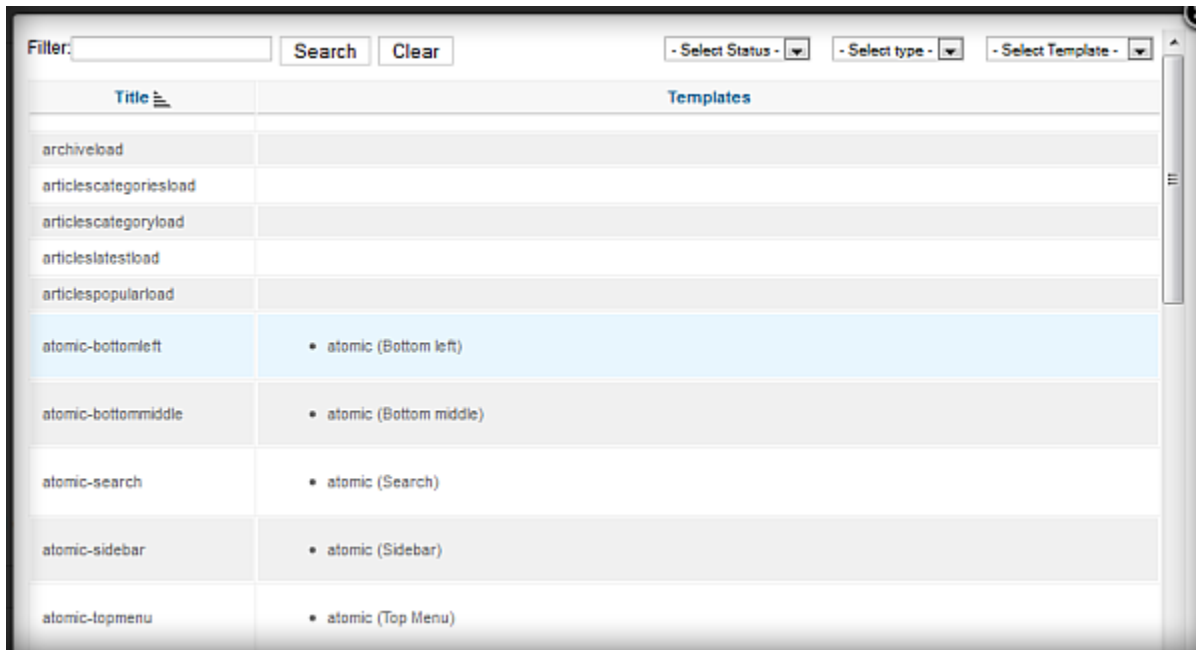 Filter: Search Clear - Select Status - - Select type - - Select Template -
Title Templates
archiveload
articlescategoriesload
articlescategoryload
articleslatestload
articlespopularload
atomic-bottomleft • atomic (Bottom left)
atomic-bottommiddle • atomic (Bottom middle)
atomic-search • atomic (Search)
atomic-sidebar • atomic (Sidebar)
atomic-topmenu • atomic (Top Menu)